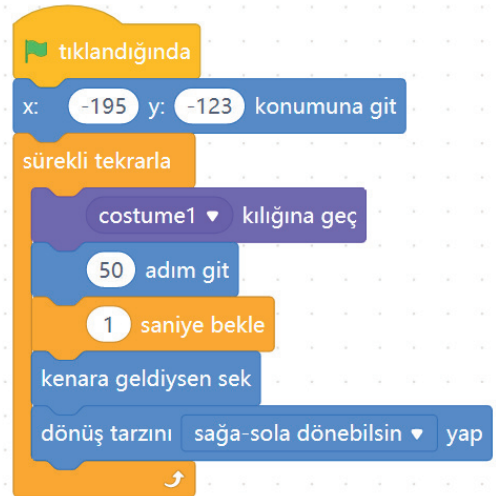 tıklandığında
x: -195 y: -123 konumuna git
sürekli tekrarla
costume1 kılığına geç
50 adım git
1 saniye bekle
kenara geldiysen sek
dönüş tarzını sağa-sola dönebilsin yap